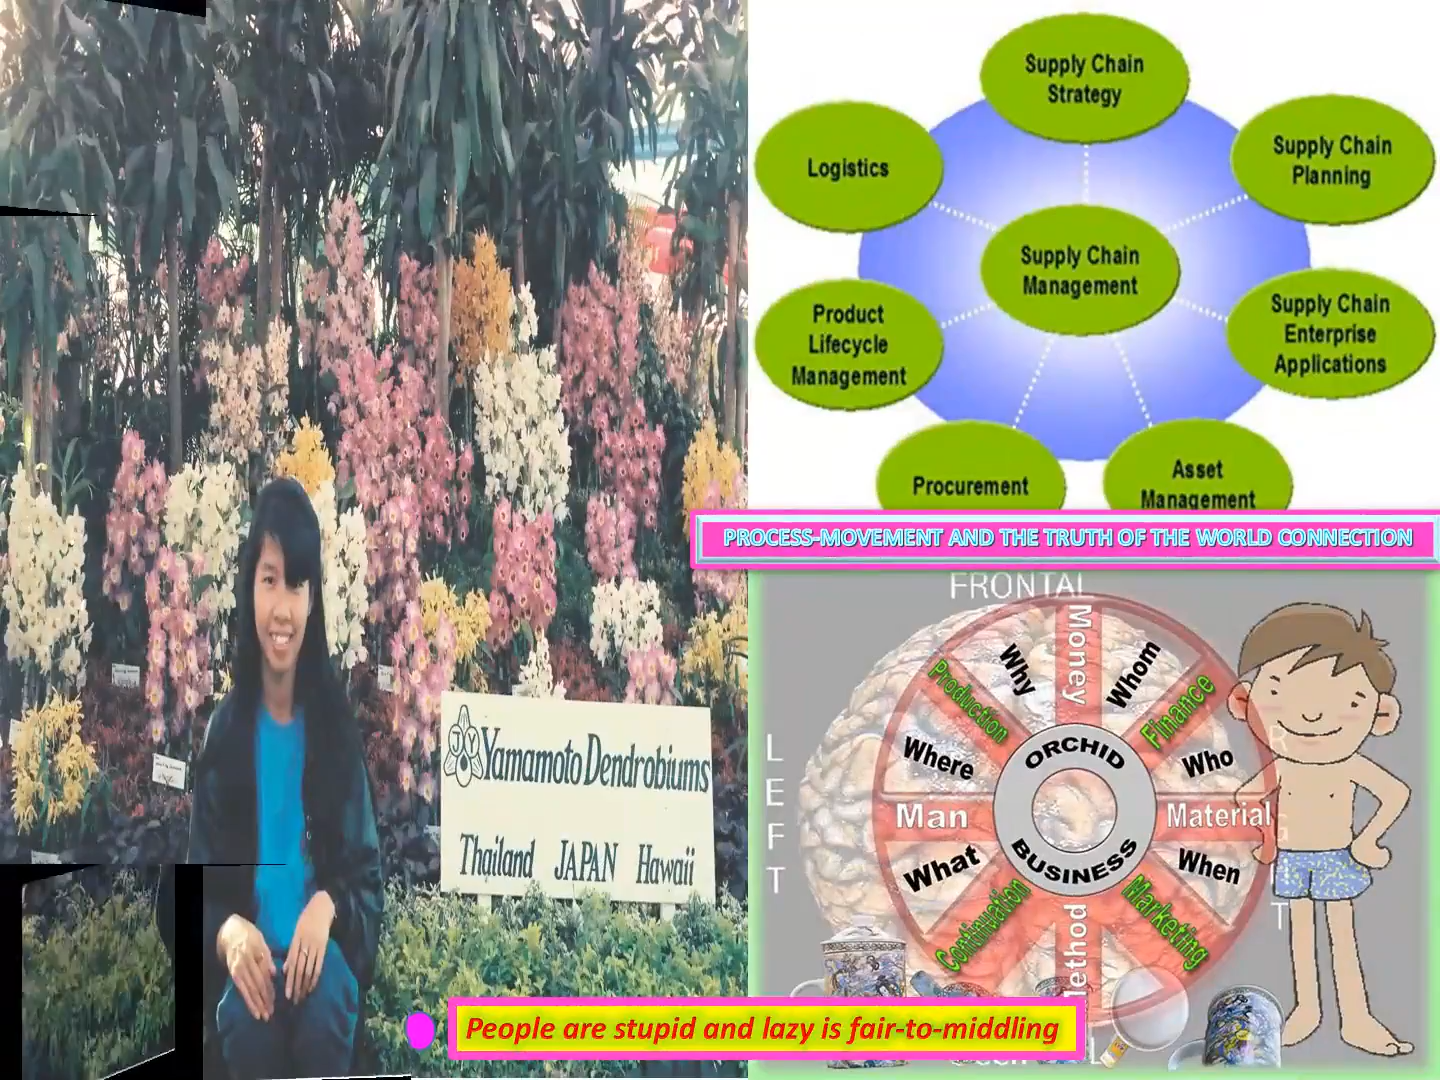 Supply Chain
Strategy
Logistics
Supply Chain
Planning
Supply Chain
Management
Product
Lifecycle
Management
Supply Chain
Enterprise
Applications
Procurement
Asset
Management
PROCESS-MOVEMENT AND THE TRUTH OF THE WORLD CONNECTION
FRONTAL
LEFT
Money
Why
Whom
Production
Finance
Where
Who
ORCHID
BUSINESS
Man
Material
What
When
Continuation
Marketing
JY
Yamamoto Dendrobiums
Thailand JAPAN Hawaii
People are stupid and lazy is fair-to-middling